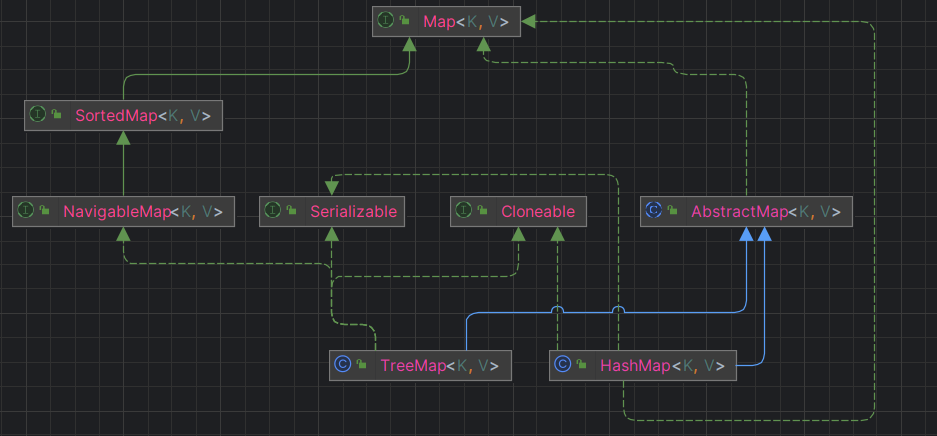 I Map<K, V>
I SortedMap<K, V>
I NavigableMap<K, V>
I Serializable
I Cloneable
C AbstractMap<K, V>
C TreeMap<K, V>
C HashMap<K, V>